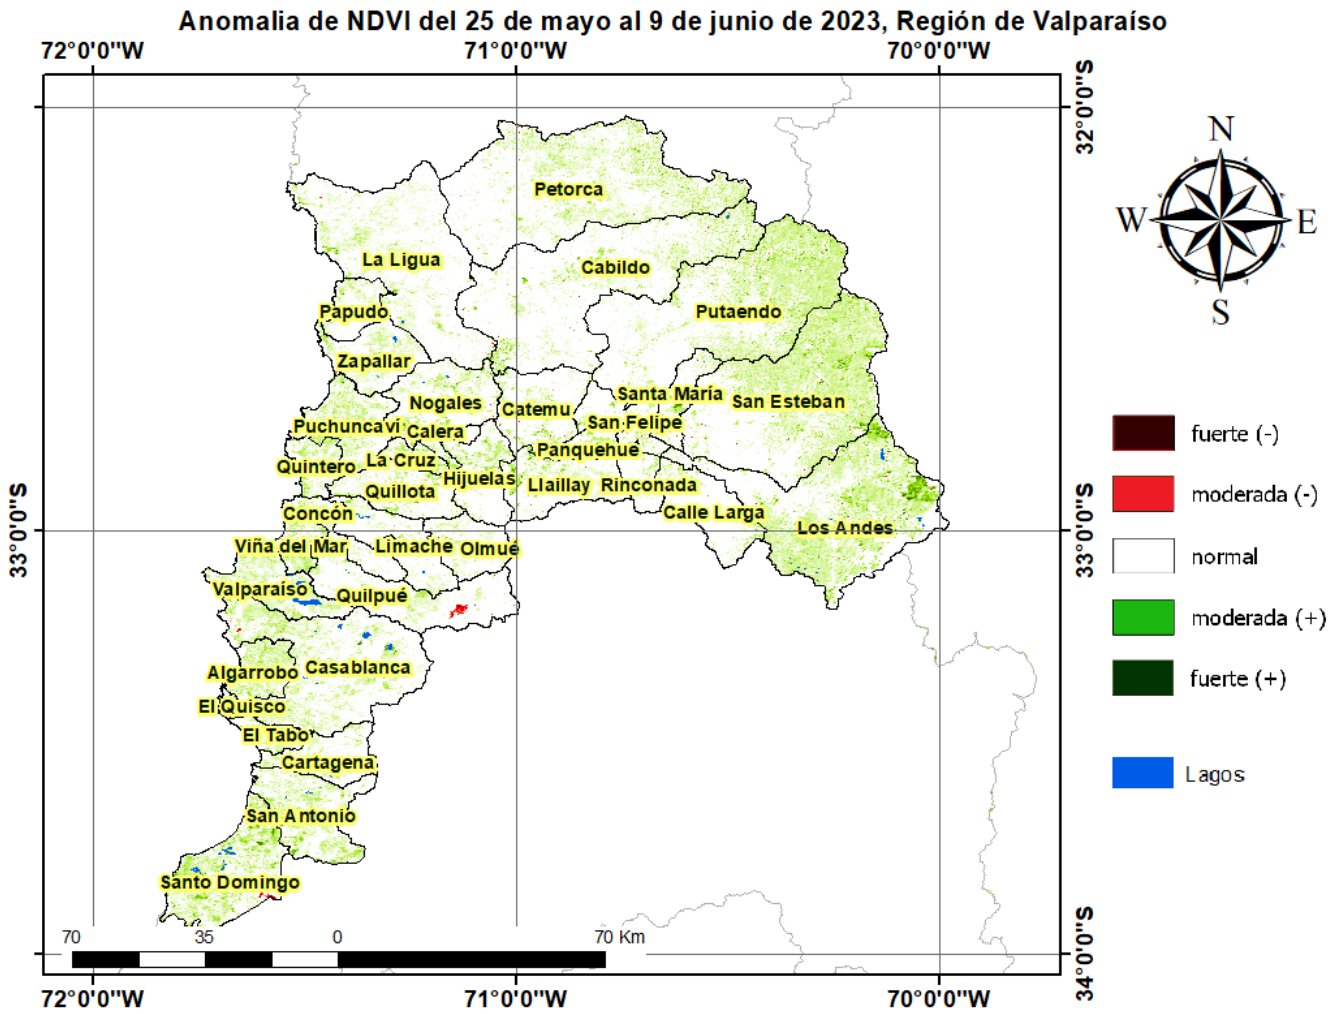 Anomalia de NDVI del 25 de mayo al 9 de junio de 2023, Región de Valparaíso
72°0'0"W 71°0'0"W 70°0'0"W
32°0'0"S
N
W E
S
Petorca
La Ligua
Cabildo
Papudo
Putaendo
Zapallar
Santa María
San Esteban
Nogales
Catemu
San Felipe
Puchuncaví
Calera
Panquehue
La Cruz
Quintero
Hijuelas
Llaillay
Rinconada
Quillota
Concón
Calle Larga
Los Andes
33°0'0"S
33°0'0"S
Viña del Mar
Limache
Olmué
Valparaíso
Quilpué
Casablanca
Algarrobo
El Quisco
El Tabo
Cartagena
San Antonio
Santo Domingo
fuerte (-)
moderada (-)
normal
moderada (+)
fuerte (+)
Lagos
70 35 0 70 Km
34°0'0"S
72°0'0"W 71°0'0"W 70°0'0"W